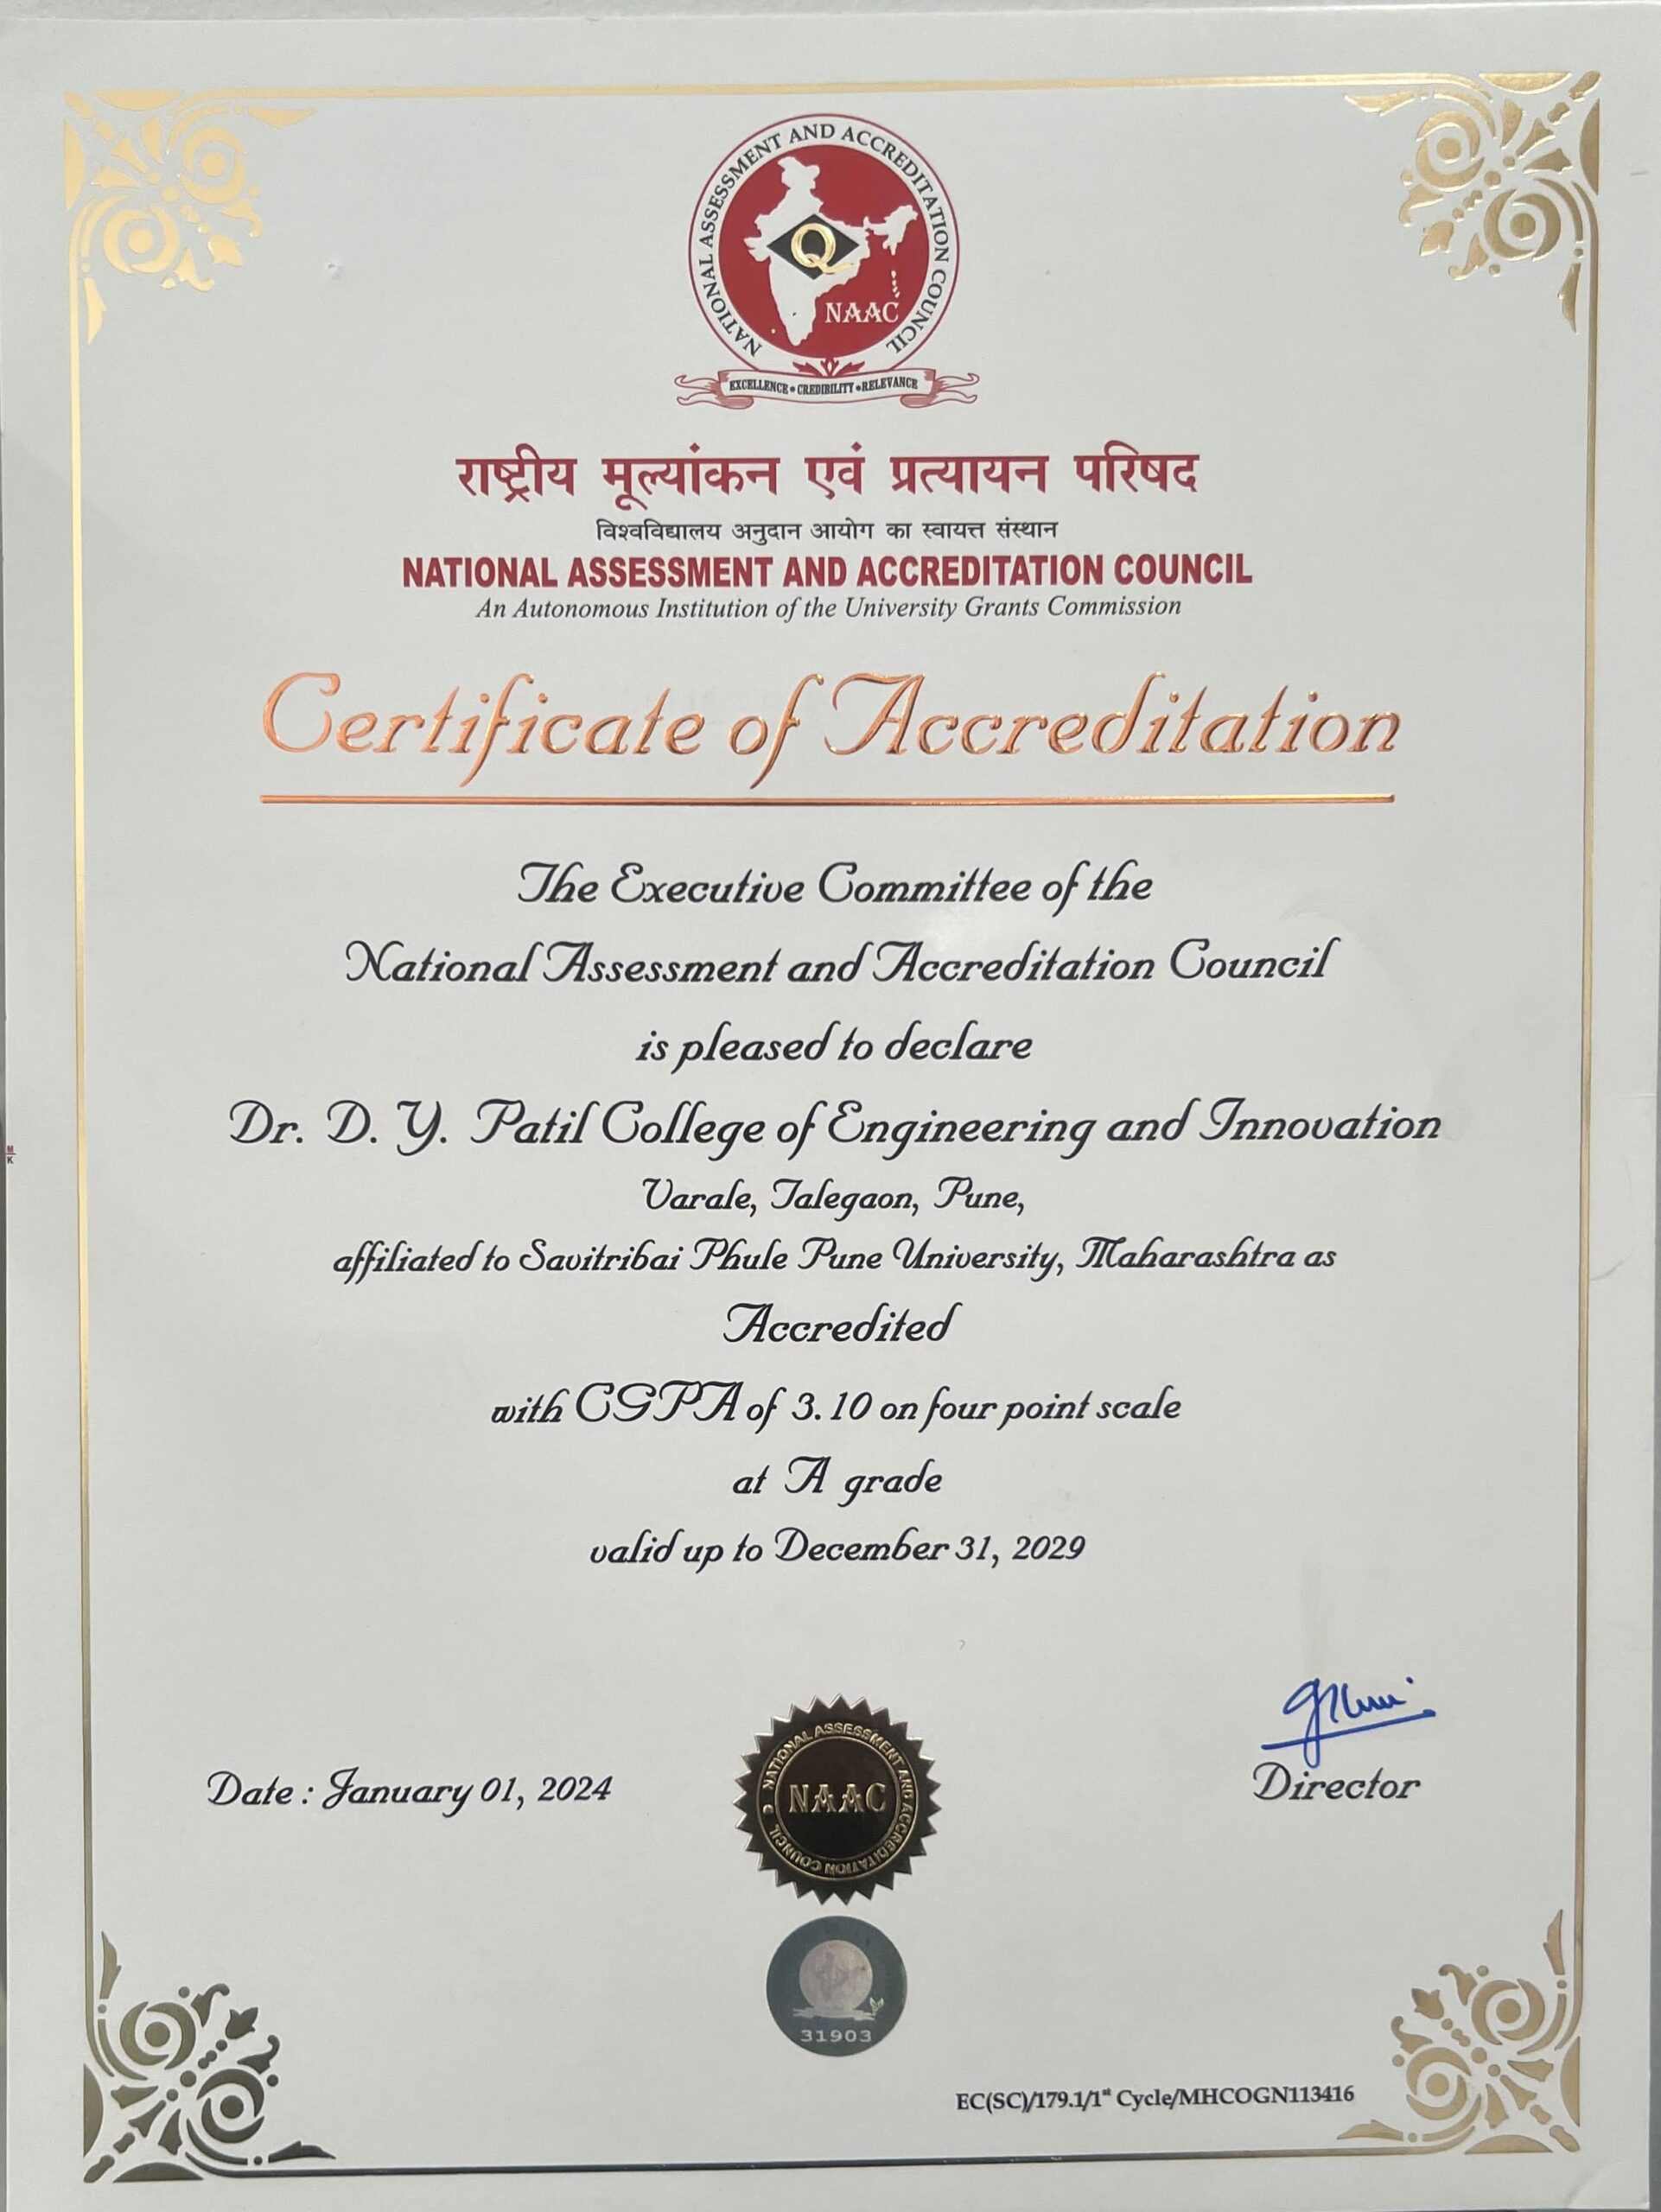 NATIONAL ASSESSMENT AND ACCREDITATION COUNCIL
Q
NAAC
EXCELLENCE • CREDIBILITY • RELEVANCE
राष्ट्रीय मूल्यांकन एवं प्रत्यायन परिषद
विश्वविद्यालय अनुदान आयोग का स्वायत्त संस्थान
NATIONAL ASSESSMENT AND ACCREDITATION COUNCIL
An Autonomous Institution of the University Grants Commission
Certificate of Accreditation
The Executive Committee of the
National Assessment and Accreditation Council
is pleased to declare
Dr. D. Y. Patil College of Engineering and Innovation
Varale, Talegaon, Pune,
affiliated to Savitribai Phule Pune University, Maharashtra as
Accredited
with CGPA of 3.10 on four point scale
at A grade
valid up to December 31, 2029
Date : January 01, 2024
NATIONAL ASSESSMENT AND ACCREDITATION COUNCIL
NAAC
Director
31903
EC(SC)/179.1/1st Cycle/MHCOGN113416
M
K